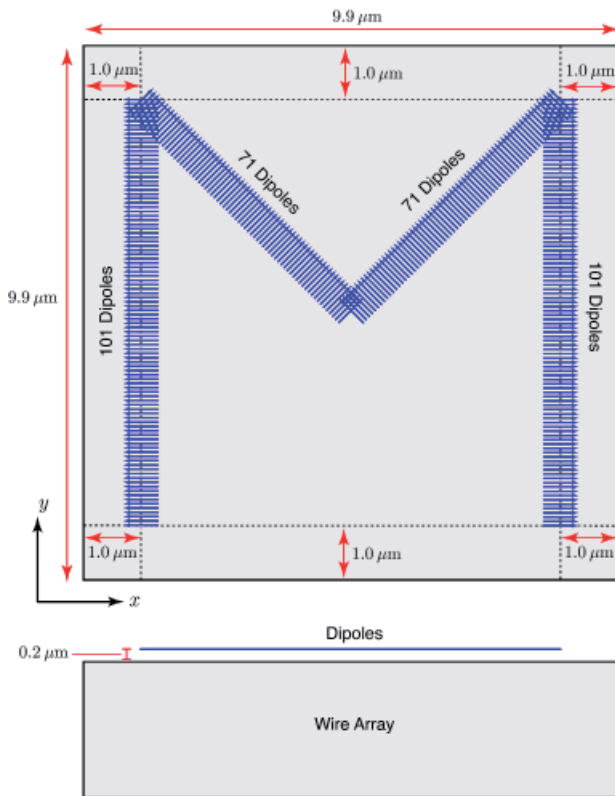 9.9 μm
1.0 μm
1.0 μm
1.0 μm
71 Dipoles
71 Dipoles
9.9 μm
101 Dipoles
101 Dipoles
y
1.0 μm
1.0 μm
1.0 μm
x
Dipoles
0.2 μm
Wire Array